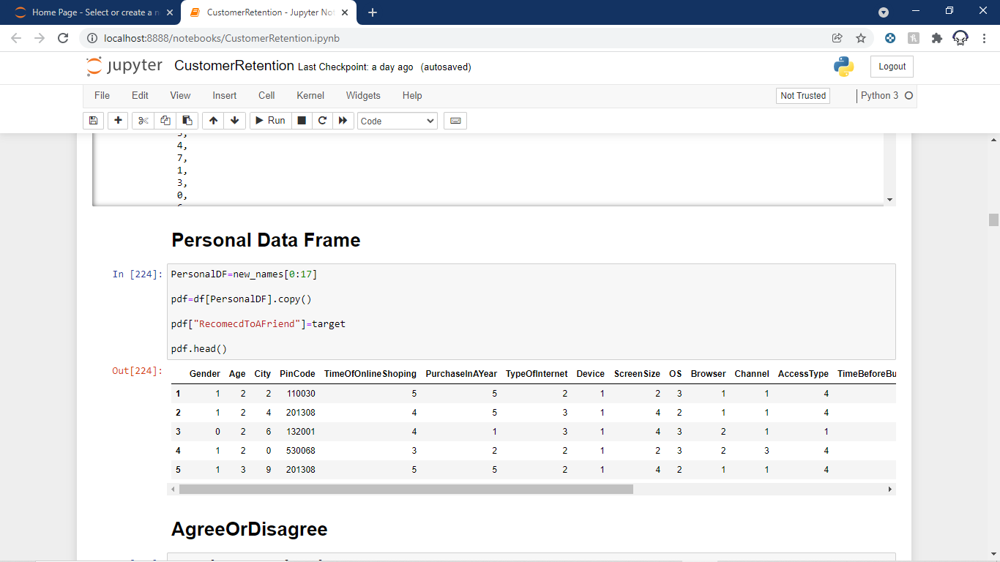 Home Page - Select or create a n
CustomerRetention - Jupyter Not
localhost:8888/notebooks/CustomerRetention.ipynb
jupyter CustomerRetention Last Checkpoint: a day ago (autosaved)
Logout
File Edit View Insert Cell Kernel Widgets Help
Not Trusted Python 3
Run Code
4,
7,
1,
3,
0,
Personal Data Frame
In [224]: PersonalDF=new_names[0:17]
pdf=df[PersonalDF].copy()
pdf["RecomecdToAFriend"]=target
pdf.head()
Out[224]:
Gender Age City PinCode TimeOfOnlineShoping PurchaseInAYear TypeOfInternet Device ScreenSize OS Browser Channel AccessType TimeBeforeBu
1 1 2 2 110030 5 5 2 1 2 3 1 1 4
2 1 2 4 201308 4 5 3 1 4 2 1 1 4
3 0 2 6 132001 4 1 3 1 4 3 2 1 1
4 1 2 0 530068 3 2 2 1 2 3 2 3 4
5 1 3 9 201308 5 5 2 1 4 2 1 1 4
AgreeOrDisagree